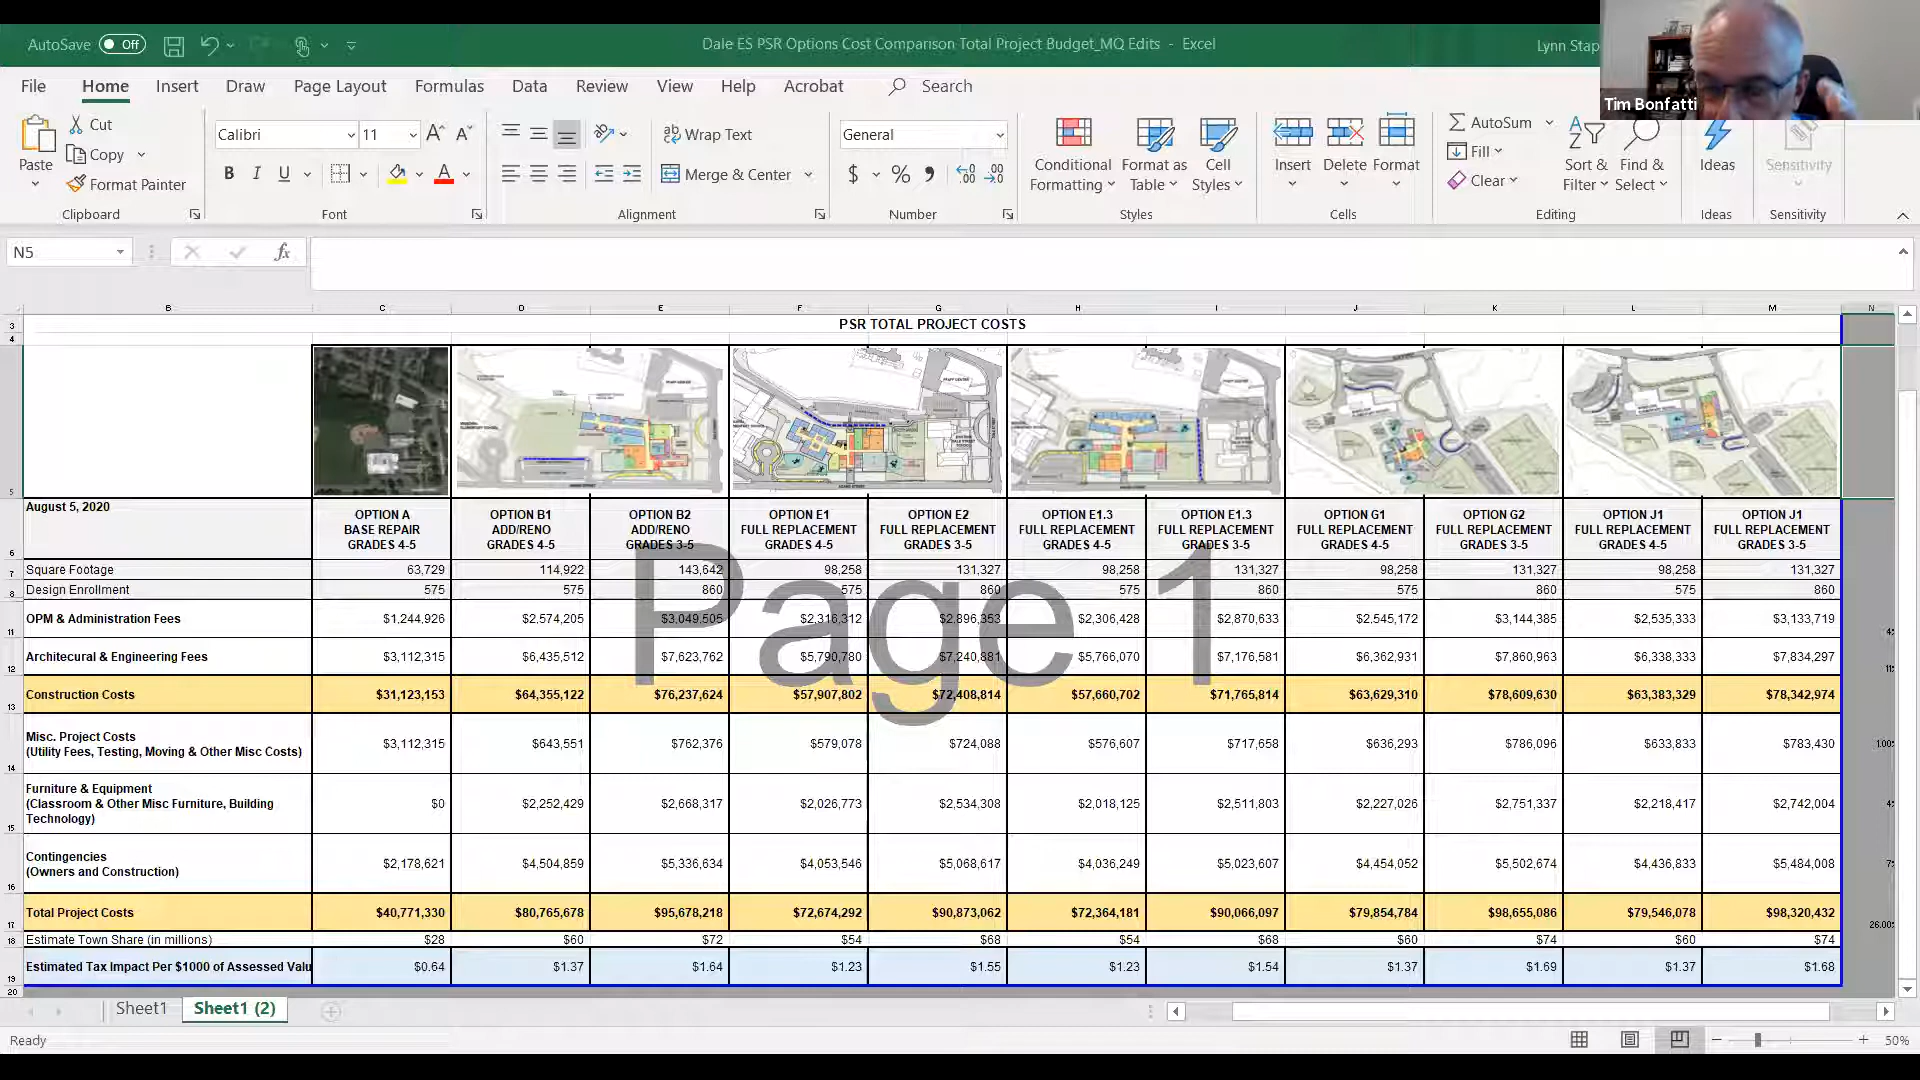 AutoSave Off
Dale ES PSR Options Cost Comparison Total Project Budget_MQ Edits - Excel
Lynn Stap
Tim Bonfatti
File Home Insert Draw Page Layout Formulas Data Review View Help Acrobat Search
Paste
Cut
Copy
Format Painter
Clipboard
Calibri 11
B I U
Font
Wrap Text
Merge & Center
Alignment
General
$ % 9
Number
Conditional Formatting
Format as Table
Cell Styles
Styles
Insert Delete Format
Cells
AutoSum
Fill
Clear
Sort & Filter
Find & Select
Editing
Ideas
Ideas
Sensitivity
Sensitivity
N5 fx
B C D E F G H I J K L M N
3 PSR TOTAL PROJECT COSTS
4
5
6 August 5, 2020
OPTION A BASE REPAIR GRADES 4-5
OPTION B1 ADD/RENO GRADES 4-5
OPTION B2 ADD/RENO GRADES 3-5
OPTION E1 FULL REPLACEMENT GRADES 4-5
OPTION E2 FULL REPLACEMENT GRADES 3-5
OPTION E1.3 FULL REPLACEMENT GRADES 4-5
OPTION E1.3 FULL REPLACEMENT GRADES 3-5
OPTION G1 FULL REPLACEMENT GRADES 4-5
OPTION G2 FULL REPLACEMENT GRADES 3-5
OPTION J1 FULL REPLACEMENT GRADES 4-5
OPTION J1 FULL REPLACEMENT GRADES 3-5
7 Square Footage 63,729 114,922 143,642 98,258 131,327 98,258 131,327 98,258 131,327 98,258 131,327
8 Design Enrollment 575 575 860 575 860 575 860 575 860 575 860
11 OPM & Administration Fees $1,244,926 $2,574,205 $3,049,505 $2,316,312 $2,896,353 $2,306,428 $2,870,633 $2,545,172 $3,144,385 $2,535,333 $3,133,719
12 Architecural & Engineering Fees $3,112,315 $6,435,512 $7,623,762 $5,790,780 $7,240,881 $5,766,070 $7,176,581 $6,362,931 $7,860,963 $6,338,333 $7,834,297
13 Construction Costs $31,123,153 $64,355,122 $76,237,624 $57,907,802 $72,408,814 $57,660,702 $71,765,814 $63,629,310 $78,609,630 $63,383,329 $78,342,974
14 Misc. Project Costs
(Utility Fees, Testing, Moving & Other Misc Costs) $3,112,315 $643,551 $762,376 $579,078 $724,088 $576,607 $717,658 $636,293 $786,096 $633,833 $783,430
15 Furniture & Equipment
(Classroom & Other Misc Furniture, Building
Technology) $0 $2,252,429 $2,668,317 $2,026,773 $2,534,308 $2,018,125 $2,511,803 $2,227,026 $2,751,337 $2,218,417 $2,742,004
16 Contingencies
(Owners and Construction) $2,178,621 $4,504,859 $5,336,634 $4,053,546 $5,068,617 $4,036,249 $5,023,607 $4,454,052 $5,502,674 $4,436,833 $5,484,008
17 Total Project Costs $40,771,330 $80,765,678 $95,678,218 $72,674,292 $90,873,062 $72,364,181 $90,066,097 $79,854,784 $98,655,086 $79,546,078 $98,320,432
18 Estimate Town Share (in millions) $28 $60 $72 $54 $68 $54 $68 $60 $74 $60 $74
19 Estimated Tax Impact Per $1000 of Assessed Valu $0.64 $1.37 $1.64 $1.23 $1.55 $1.23 $1.54 $1.37 $1.69 $1.37 $1.68
20
Page 1
Sheet1 Sheet1 (2)
Ready
50%